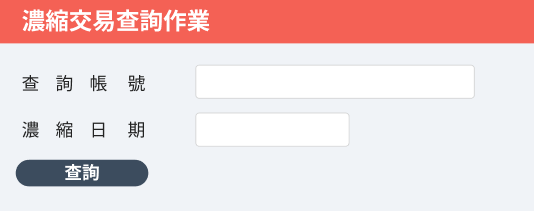 濃縮交易查詢作業
查 詢 帳 號
濃 縮 日 期
查詢